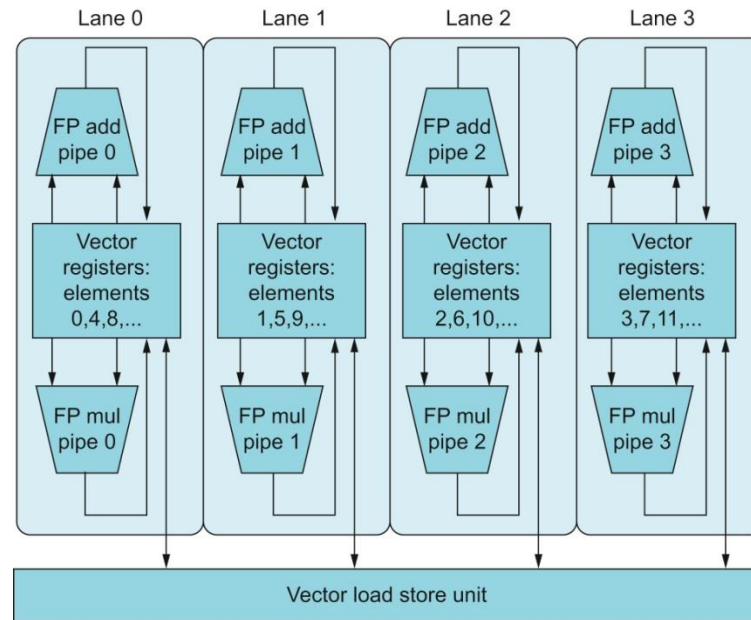 Lane 0
Lane 1
Lane 2
Lane 3
FP add
pipe 0
FP add
pipe 1
FP add
pipe 2
FP add
pipe 3
Vector
registers:
elements
0,4,8,...
Vector
registers:
elements
1,5,9,...
Vector
registers:
elements
2,6,10,...
Vector
registers:
elements
3,7,11,...
FP mul
pipe 0
FP mul
pipe 1
FP mul
pipe 2
FP mul
pipe 3
Vector load store unit